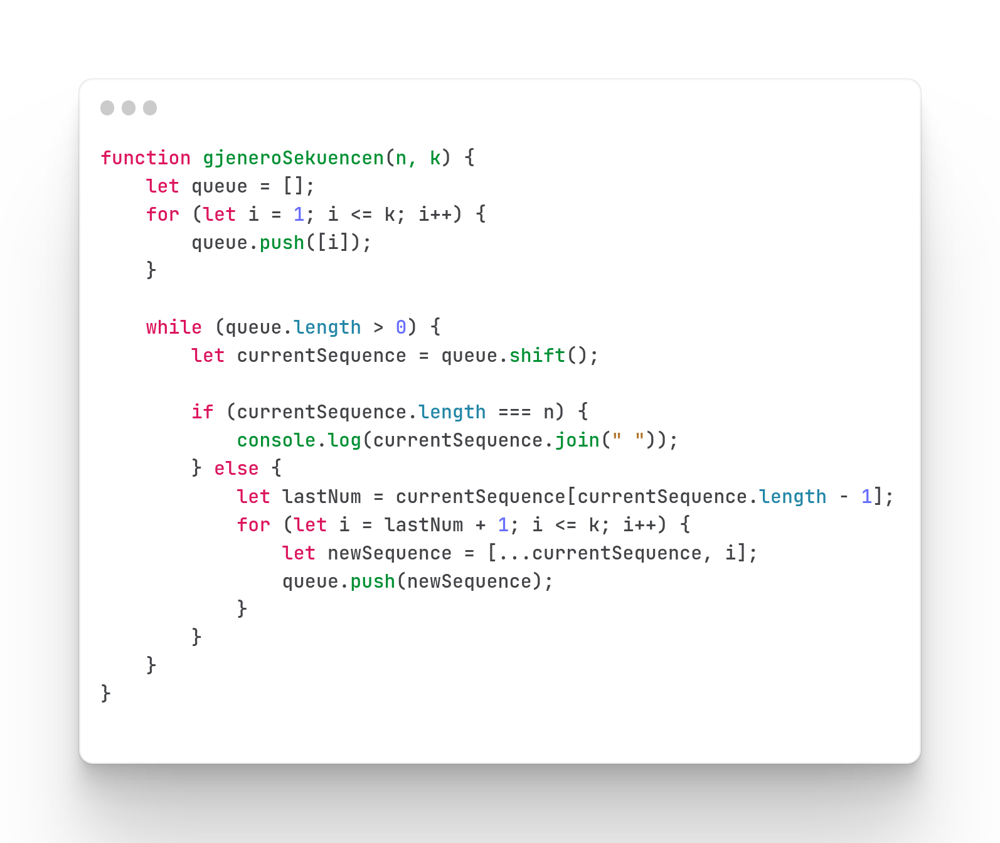 function gjeneroSekuencen(n, k) {
    let queue = [];
    for (let i = 1; i <= k; i++) {
        queue.push([i]);
    }

    while (queue.length > 0) {
        let currentSequence = queue.shift();

        if (currentSequence.length === n) {
            console.log(currentSequence.join(" "));
        } else {
            let lastNum = currentSequence[currentSequence.length - 1];
            for (let i = lastNum + 1; i <= k; i++) {
                let newSequence = [...currentSequence, i];
                queue.push(newSequence);
            }
        }
    }
}